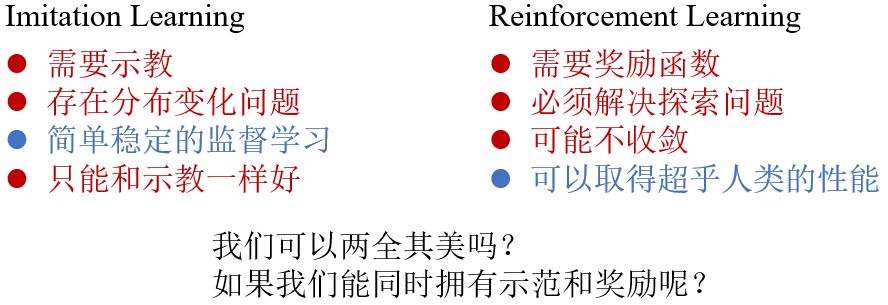 Imitation Learning
需要示教
存在分布变化问题
简单稳定的监督学习
只能和示教一样好
Reinforcement Learning
需要奖励函数
必须解决探索问题
可能不收敛
可以取得超乎人类的性能
我们可以两全其美吗？
如果我们能同时拥有示范和奖励呢？